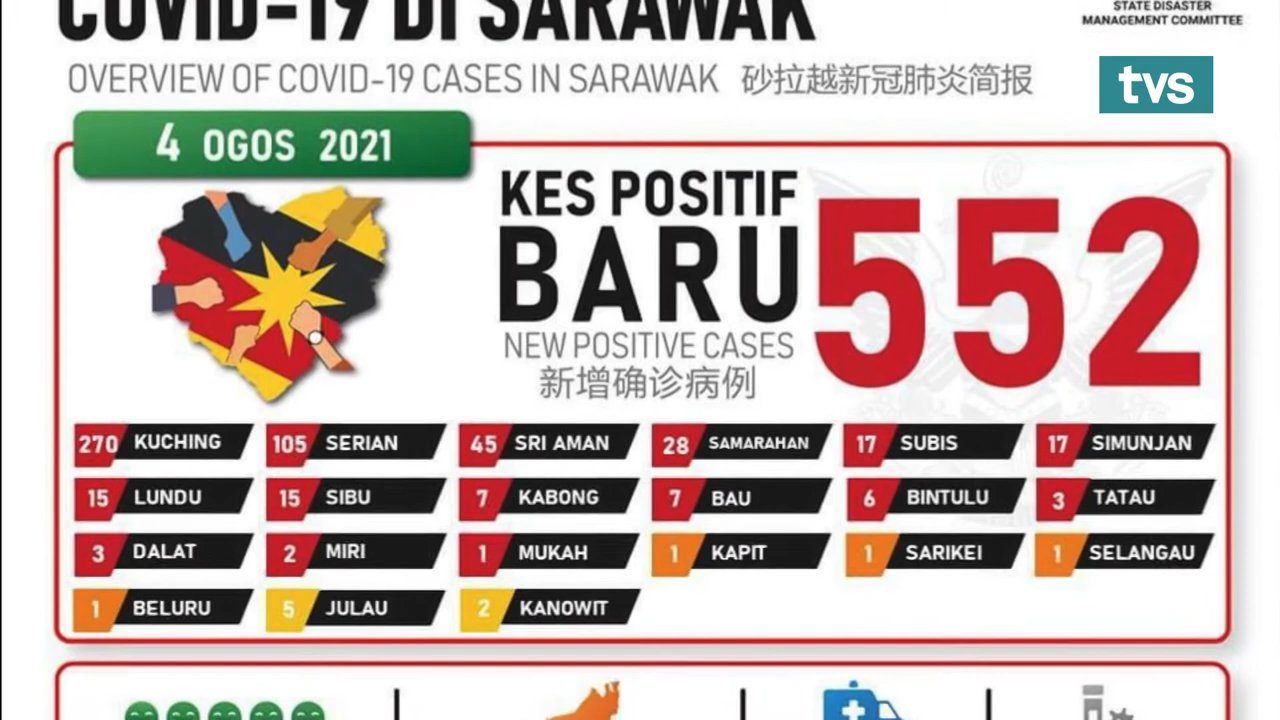 COVID-19 DI SARAWAK
STATE DISASTER
MANAGEMENT COMMITTEE
OVERVIEW OF COVID-19 CASES IN SARAWAK 砂拉越新冠肺炎简报
tvs
4 OGOS 2021
KES POSITIF
BARU
552
NEW POSITIVE CASES
新增确诊病例
270 KUCHING 105 SERIAN 45 SRI AMAN 28 SAMARAHAN 17 SUBIS 17 SIMUNJAN
15 LUNDU 15 SIBU 7 KABONG 7 BAU 6 BINTULU 3 TATAU
3 DALAT 2 MIRI 1 MUKAH 1 KAPIT 1 SARIKEI 1 SELANGAU
1 BELURU 5 JULAU 2 KANOWIT